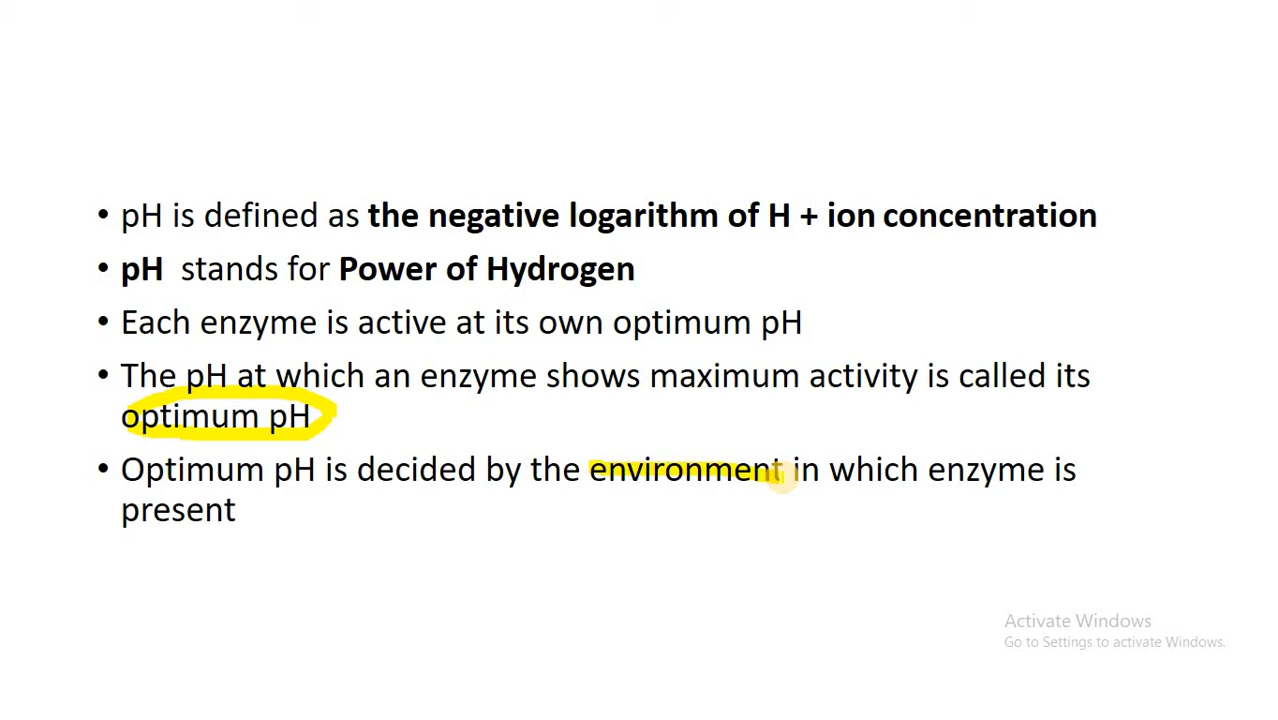 • pH is defined as the negative logarithm of H + ion concentration
• pH  stands for Power of Hydrogen
• Each enzyme is active at its own optimum pH
• The pH at which an enzyme shows maximum activity is called its
optimum pH
• Optimum pH is decided by the environment in which enzyme is
present
Activate Windows
Go to Settings to activate Windows.